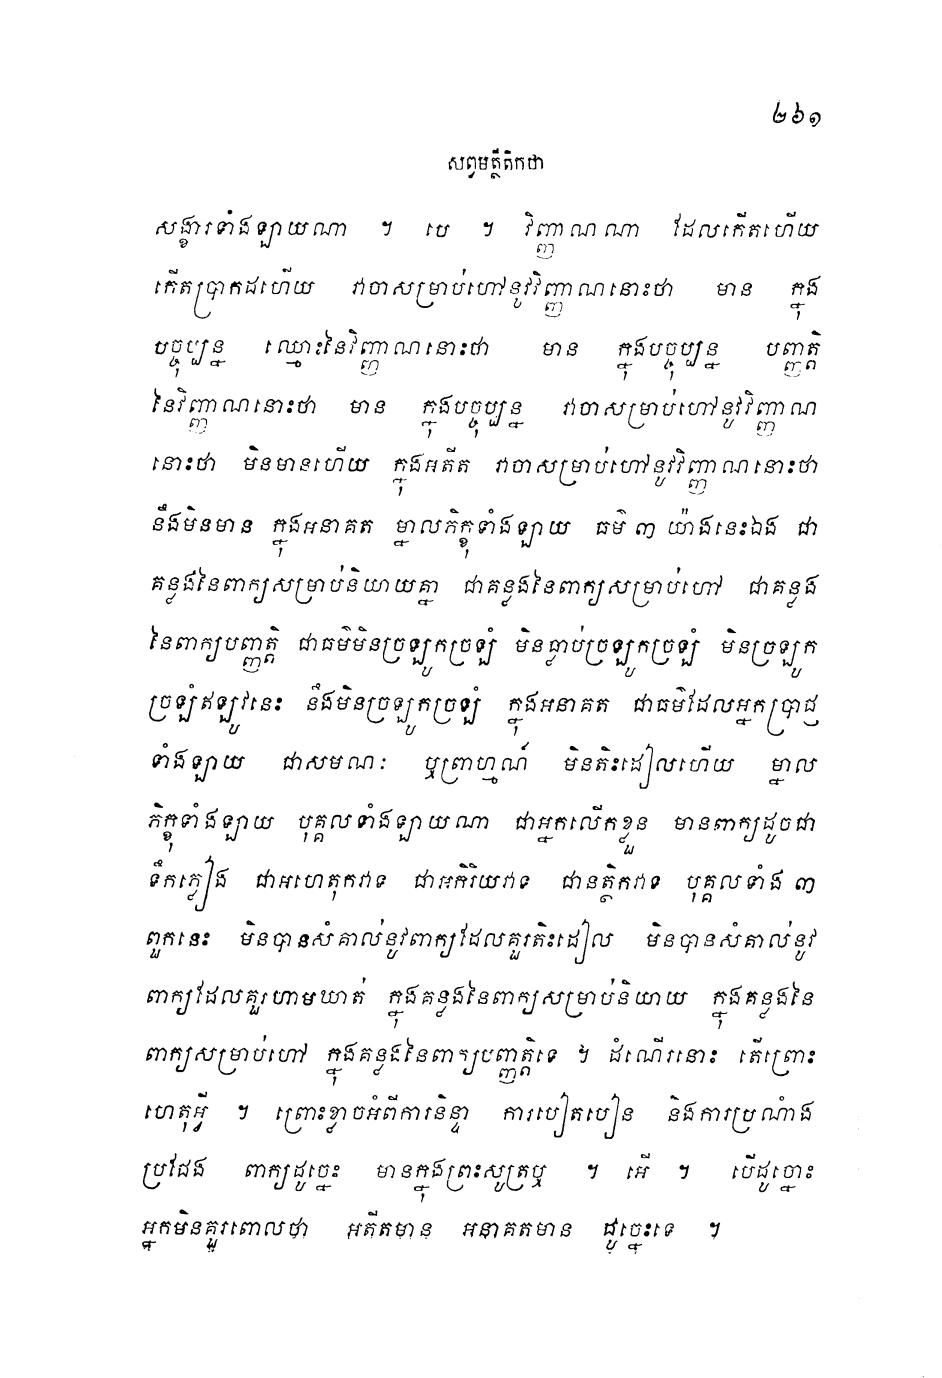 ២៦១
សព្វមត្ថីតិកថា
សង្ខារទាំងឡាយណា ។ បេ ។ វិញ្ញាណណា ដែលកើតហើយ
កើតប្រាកដហើយ វាចាសម្រាប់ហៅនូវវិញ្ញាណនោះថា មាន ក្នុង
បច្ចុប្បន្ន ឈ្មោះនៃវិញ្ញាណនោះថា មាន ក្នុងបច្ចុប្បន្ន បញ្ញត្តិ
នៃវិញ្ញាណនោះថា មាន ក្នុងបច្ចុប្បន្ន វាចាសម្រាប់ហៅនូវវិញ្ញាណ
នោះថា មិនមានហើយ ក្នុងអតីត វាចាសម្រាប់ហៅនូវវិញ្ញាណនោះថា
នឹងមិនមាន ក្នុងអនាគត ម្នាលភិក្ខុទាំងឡាយ ធម៌ ៣ យ៉ាងនេះឯង ជា
គន្លងនៃពាក្យសម្រាប់និយាយគ្នា ជាគន្លងនៃពាក្យសម្រាប់ហៅ ជាគន្លង
នៃពាក្យបញ្ញត្តិ ជាធម៌មិនច្រឡូកច្រឡំ មិនធ្លាប់ច្រឡូកច្រឡំ មិនច្រឡូក
ច្រឡំឥឡូវនេះ នឹងមិនច្រឡូកច្រឡំ ក្នុងអនាគត ជាធម៌ដែលអ្នកប្រាជ្ញ
ទាំងឡាយ ជាសមណៈ ឬព្រាហ្មណ៍ មិនតិះដៀលហើយ ម្នាល
ភិក្ខុទាំងឡាយ បុគ្គលទាំងឡាយណា ជាអ្នកលើកខ្លួន មានពាក្យដូចជា
ទឹកភ្លៀង ជាអហេតុកវាទ ជាអកិរិយវាទ ជានត្ថិកវាទ បុគ្គលទាំង ៣
ពួកនេះ មិនបានសំគាល់នូវពាក្យដែលគួរតិះដៀល មិនបានសំគាល់នូវ
ពាក្យដែលគួរហាមឃាត់ ក្នុងគន្លងនៃពាក្យសម្រាប់និយាយ ក្នុងគន្លងនៃ
ពាក្យសម្រាប់ហៅ ក្នុងគន្លងនៃពាក្យបញ្ញត្តិទេ ។ ដំណើរនោះ តើព្រោះ
ហេតុអ្វី ។ ព្រោះខ្លាចអំពីការនិន្ទា ការបៀតបៀន និងការប្រណាំង
ប្រជែង ពាក្យដូច្នេះ មានក្នុងព្រះសូត្រឬ ។ អើ ។ បើដូច្នោះ
អ្នកមិនគួរពោលថា អតីតមាន អនាគតមាន ដូច្នេះទេ ។